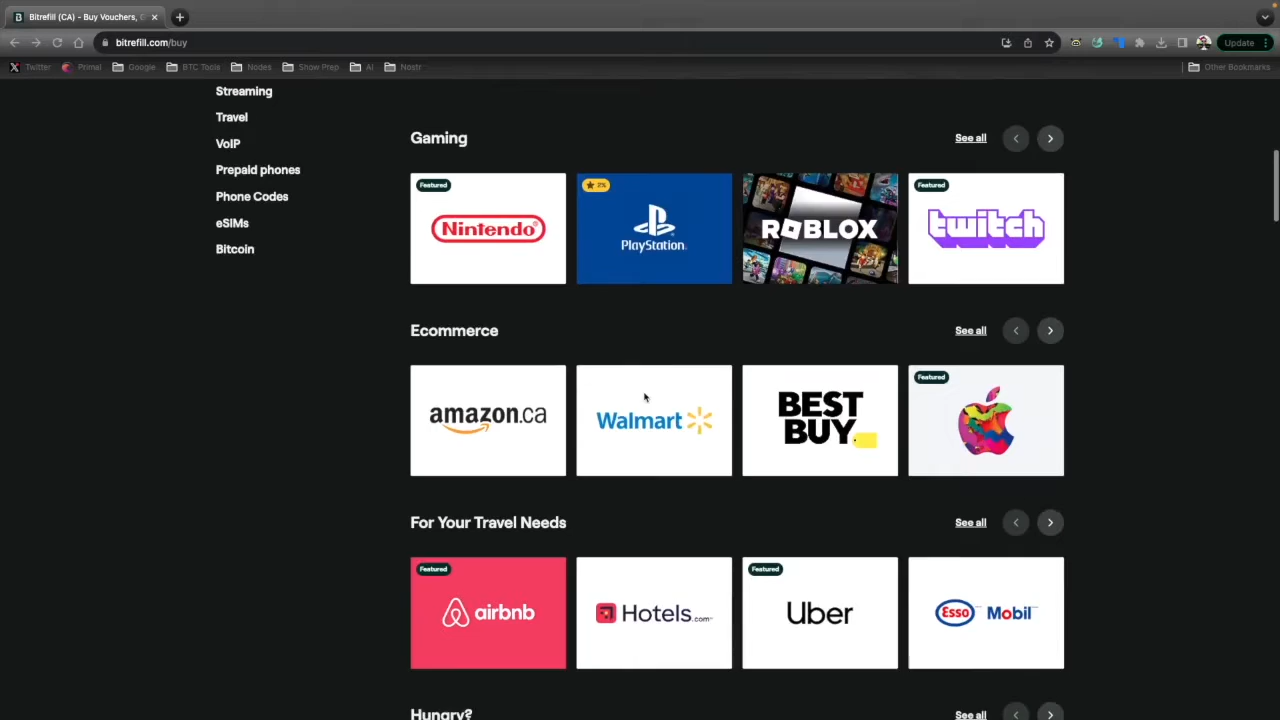 Bitrefill (CA) - Buy Vouchers,
bitrefill.com/buy
Update
Twitter
Primal
Google
BTC Tools
Nodes
Show Prep
AI
Nostr
Other Bookmarks
Streaming
Travel
VoIP
Prepaid phones
Phone Codes
eSIMs
Bitcoin
Gaming
See all
Featured
Nintendo
2%
PlayStation
ROBLOX
Featured
twitch
Ecommerce
See all
amazon.ca
Walmart
BEST
BUY
Featured
For Your Travel Needs
See all
Featured
airbnb
Hotels.com
Featured
Uber
Esso
Mobil
Hungry?
See all